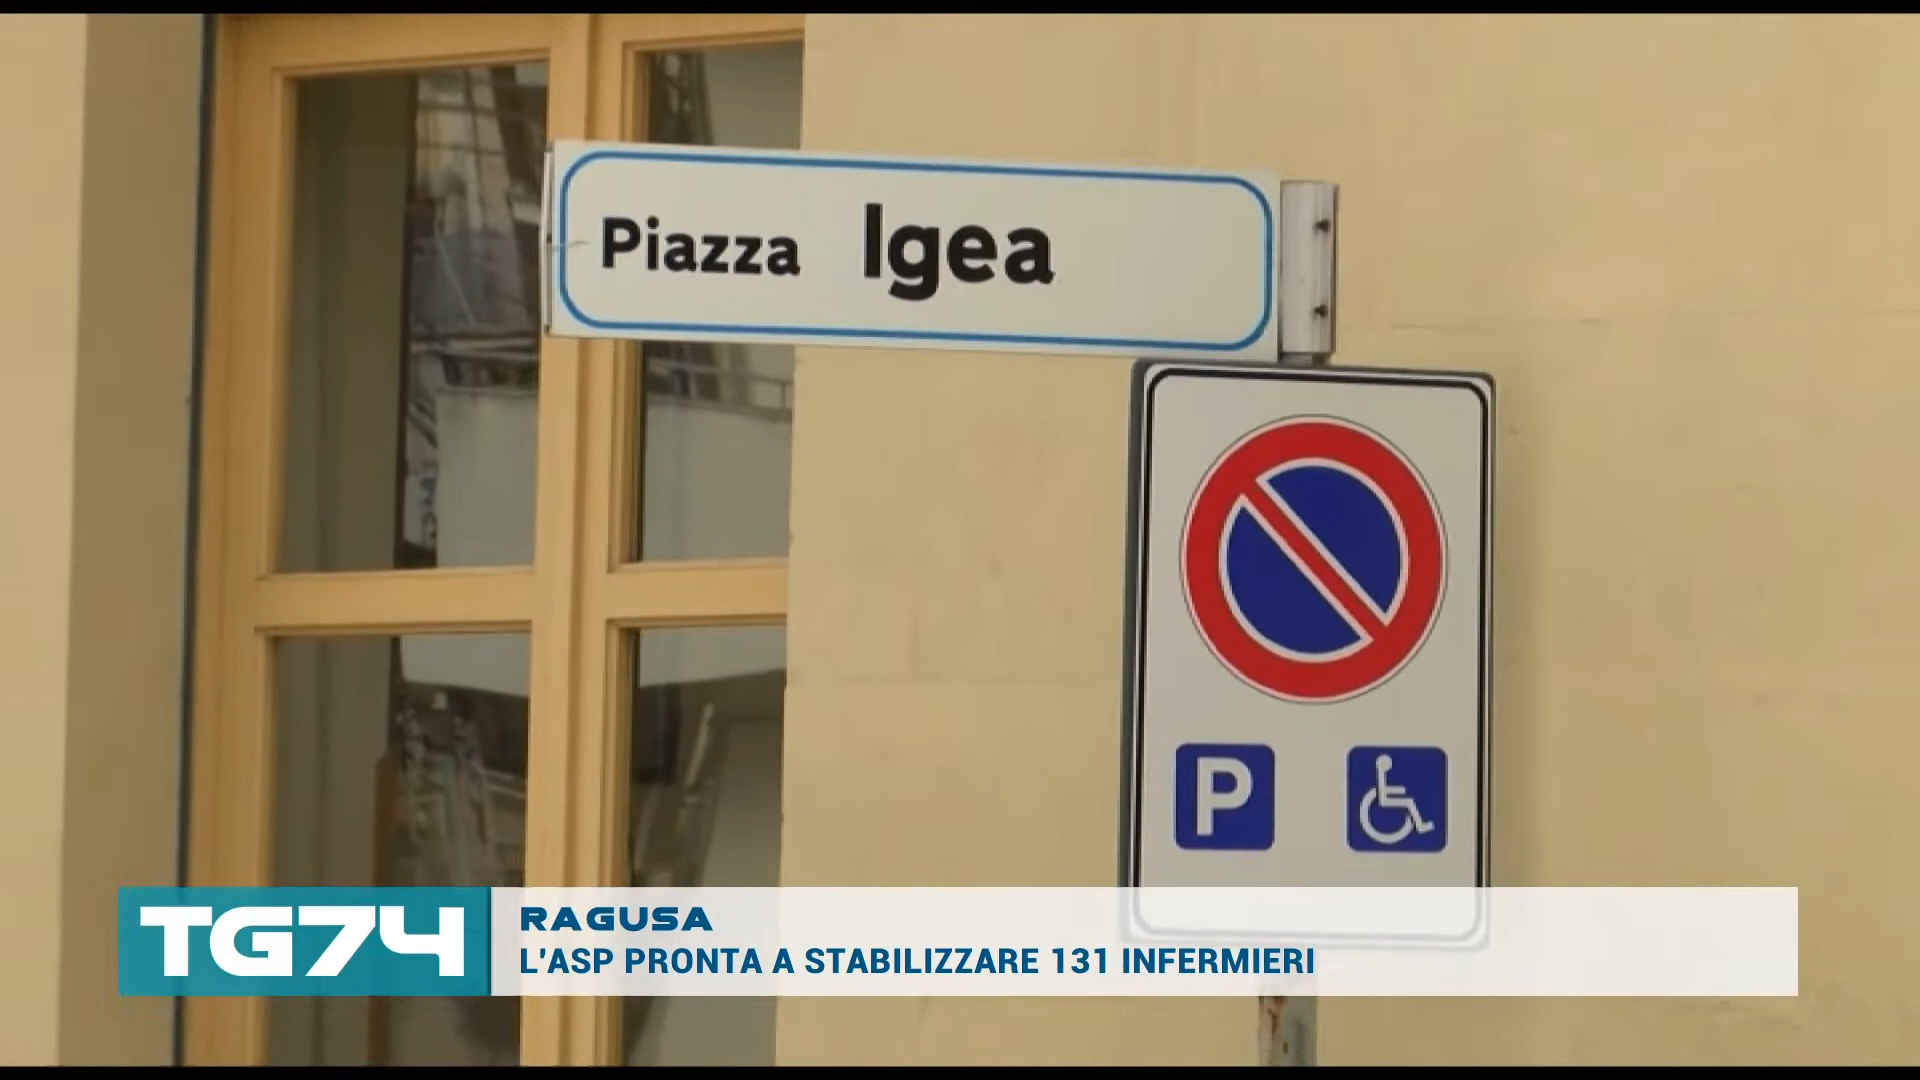 Piazza Igea
P
TG74
RAGUSA
L'ASP PRONTA A STABILIZZARE 131 INFERMIERI